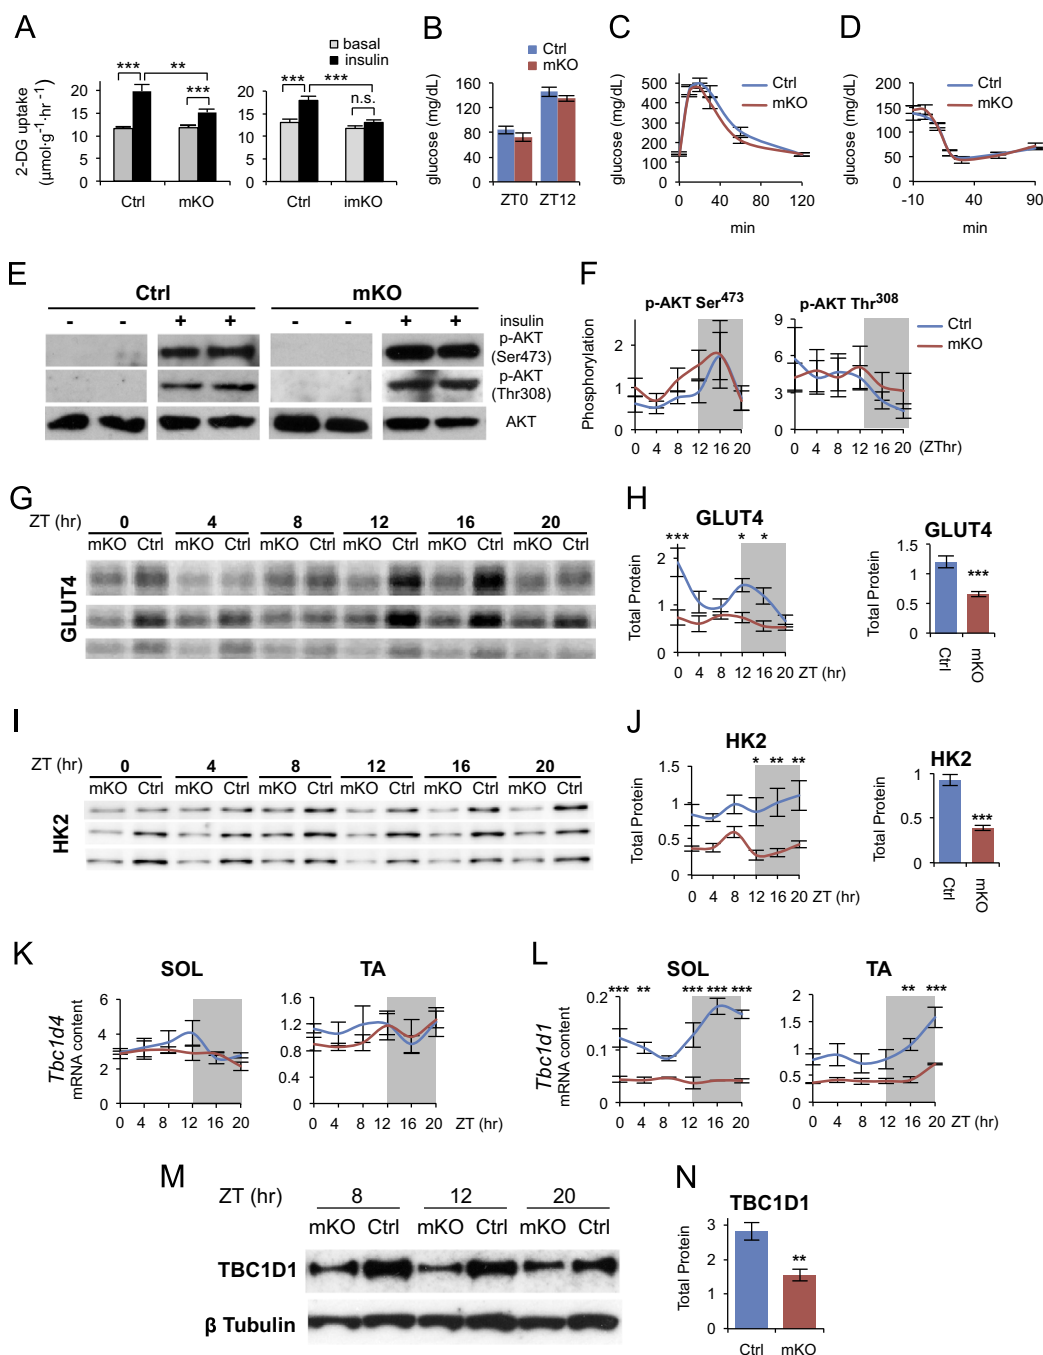 A
basal
insulin
2-DG uptake
(µmol·g⁻¹·hr⁻¹)
20
15
10
5
0
***
**
***
Ctrl
mKO
20
15
10
5
0
***
***
n.s.
Ctrl
imKO
B
Ctrl
mKO
glucose (mg/dL)
160
120
80
40
0
ZT0
ZT12
C
glucose (mg/dL)
500
400
300
200
100
0
Ctrl
mKO
0
40
80
120
min
D
glucose (mg/dL)
200
150
100
50
0
Ctrl
mKO
-10
40
90
min
E
Ctrl
mKO
- - + + - - + + insulin
p-AKT
(Ser473)
p-AKT
(Thr308)
AKT
F
p-AKT Ser473
p-AKT Thr308
Phosphorylation
2
1
0
0 4 8 12 16 20
9
6
3
0
0 4 8 12 16 20 (ZThr)
Ctrl
mKO
G
ZT (hr) 0 4 8 12 16 20
mKO Ctrl mKO Ctrl mKO Ctrl mKO Ctrl mKO Ctrl mKO Ctrl
GLUT4
H
GLUT4
*** * *
Total Protein
2
1
0
0 4 8 12 16 20 ZT (hr)
GLUT4
Total Protein
1.5
1
0.5
0
***
Ctrl
mKO
I
ZT (hr) 0 4 8 12 16 20
mKO Ctrl mKO Ctrl mKO Ctrl mKO Ctrl mKO Ctrl mKO Ctrl
HK2
J
HK2
* ** **
Total Protein
1.5
1
0.5
0
0 4 8 12 16 20 ZT (hr)
HK2
Total Protein
1
0.5
0
***
Ctrl
mKO
K
SOL
TA
Tbc1d4
mRNA content
6
4
2
0
0 4 8 12 16 20
1.6
1.2
0.8
0.4
0
0 4 8 12 16 20 ZT (hr)
L
SOL
TA
Tbc1d1
mRNA content
*** ** *** *** ***
0.2
0.1
0
0 4 8 12 16 20
** ***
2
1.5
1
0.5
0
0 4 8 12 16 20 ZT (hr)
M
ZT (hr) 8 12 20
mKO Ctrl mKO Ctrl mKO Ctrl
TBC1D1
β Tubulin
N
TBC1D1
Total Protein
3
2
1
0
**
Ctrl
mKO